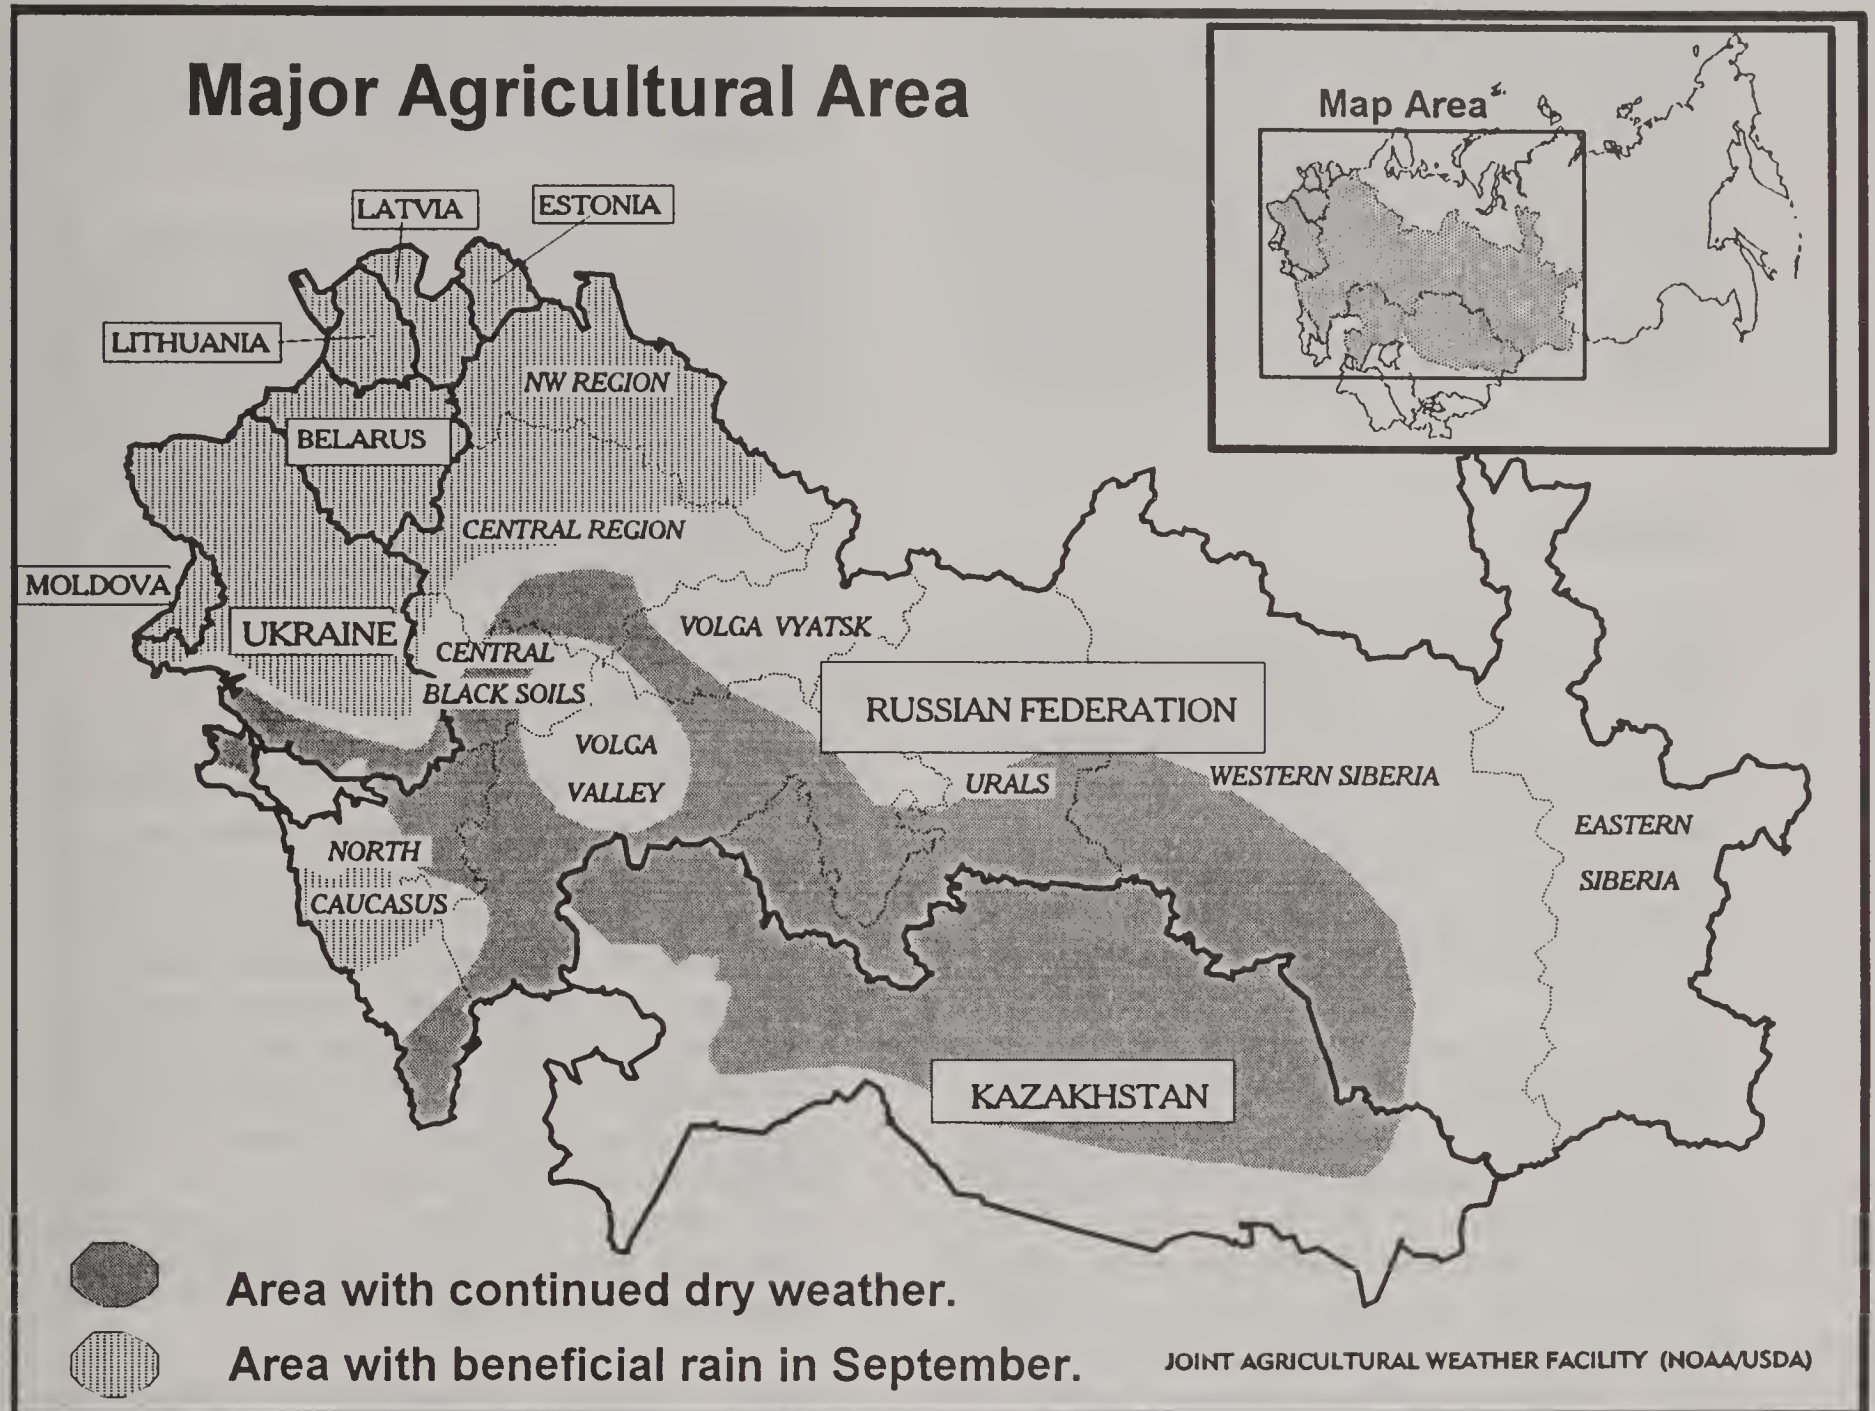 Major Agricultural Area
Map Area
LATVIA
ESTONIA
LITHUANIA
NW REGION
BELARUS
CENTRAL REGION
MOLDOVA
UKRAINE
VOLGA VYATSK
CENTRAL
BLACK SOILS
RUSSIAN FEDERATION
VOLGA
VALLEY
URALS
WESTERN SIBERIA
EASTERN
SIBERIA
NORTH
CAUCASUS
KAZAKHSTAN
Area with continued dry weather.
Area with beneficial rain in September.
JOINT AGRICULTURAL WEATHER FACILITY (NOAA/USDA)